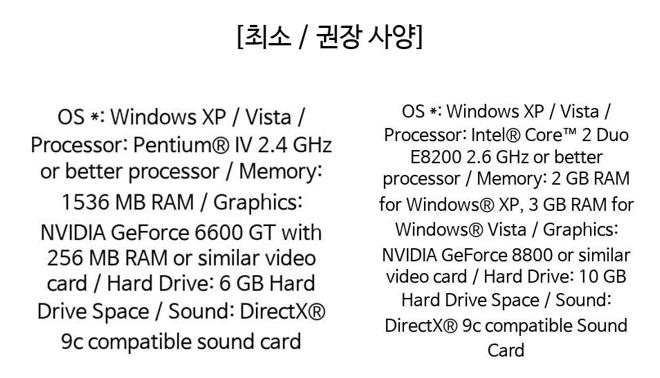 [최소 / 권장 사양]
OS *: Windows XP / Vista /
Processor: Pentium® IV 2.4 GHz
or better processor / Memory:
1536 MB RAM / Graphics:
NVIDIA GeForce 6600 GT with
256 MB RAM or similar video
card / Hard Drive: 6 GB Hard
Drive Space / Sound: DirectX®
9c compatible sound card
OS *: Windows XP / Vista /
Processor: Intel® Core™ 2 Duo
E8200 2.6 GHz or better
processor / Memory: 2 GB RAM
for Windows® XP, 3 GB RAM for
Windows® Vista / Graphics:
NVIDIA GeForce 8800 or similar
video card / Hard Drive: 10 GB
Hard Drive Space / Sound:
DirectX® 9c compatible Sound
Card